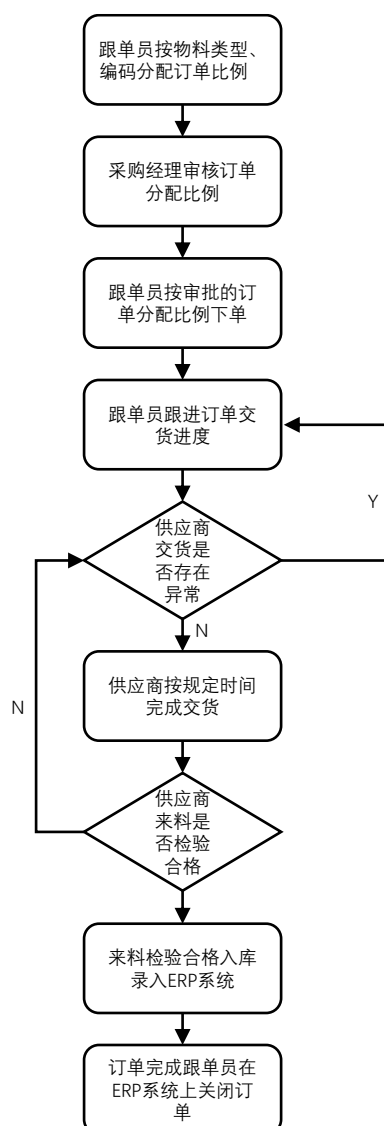 跟单员按物料类型、
编码分配订单比例
采购经理审核订单
分配比例
跟单员按审批的订
单分配比例下单
跟单员跟进订单交
货进度
Y
供应商
交货是
否存在
异常
N
供应商按规定时间
完成交货
N
供应商
来料是
否检验
合格
来料检验合格入库
录入ERP系统
订单完成跟单员在
ERP系统上关闭订
单